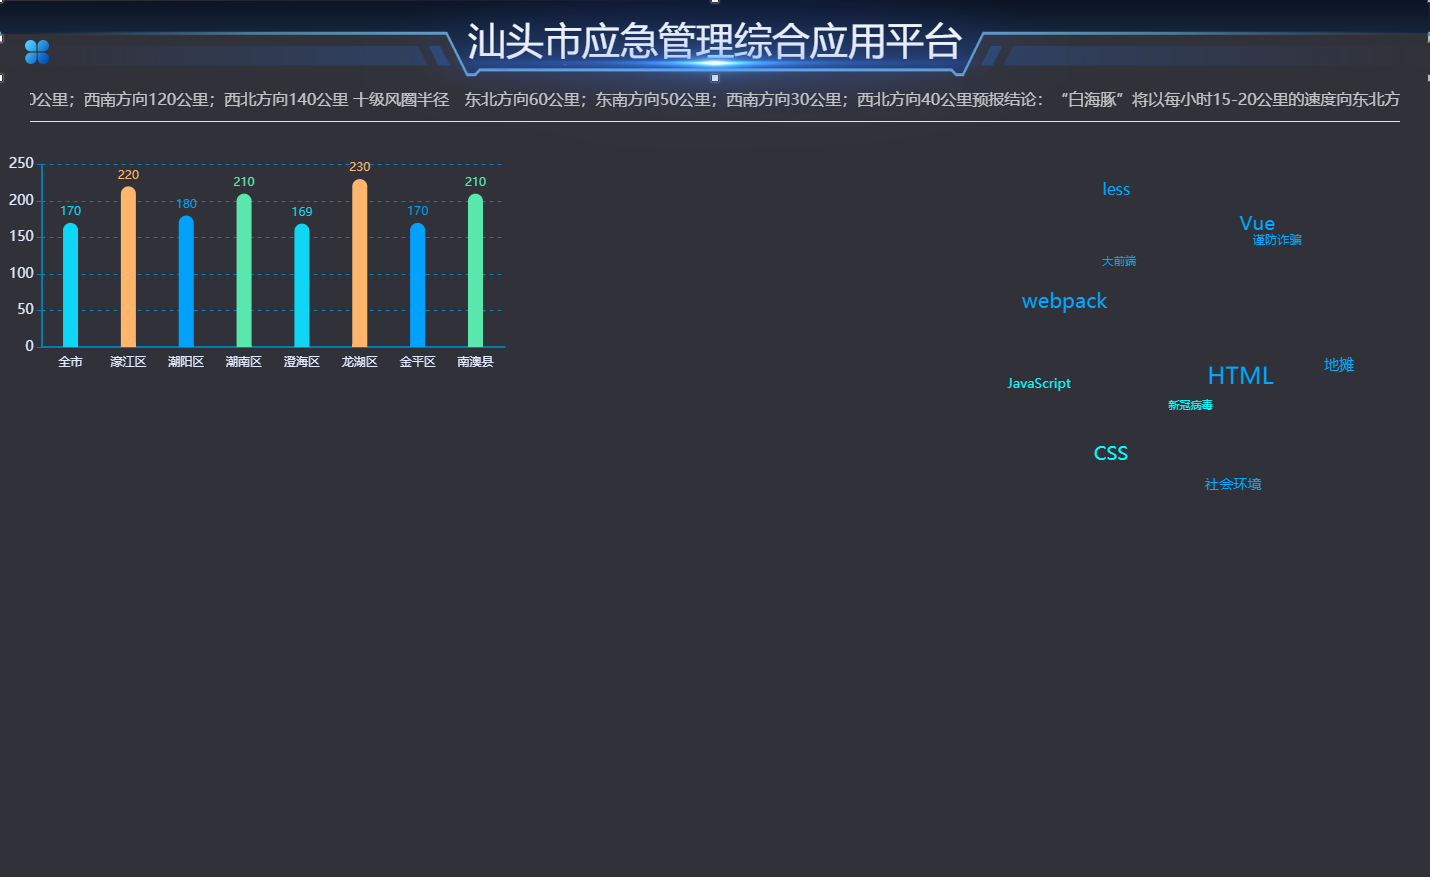 汕头市应急管理综合应用平台
0公里；西南方向120公里；西北方向140公里 十级风圈半径 东北方向60公里；东南方向50公里；西南方向30公里；西北方向40公里预报结论：“白海豚”将以每小时15-20公里的速度向东北方
250
200
150
100
50
0
170
220
180
210
169
230
170
210
全市 濠江区 潮阳区 潮南区 澄海区 龙湖区 金平区 南澳县
less
Vue
谨防诈骗
大前端
webpack
地摊
HTML
JavaScript
新冠病毒
CSS
社会环境